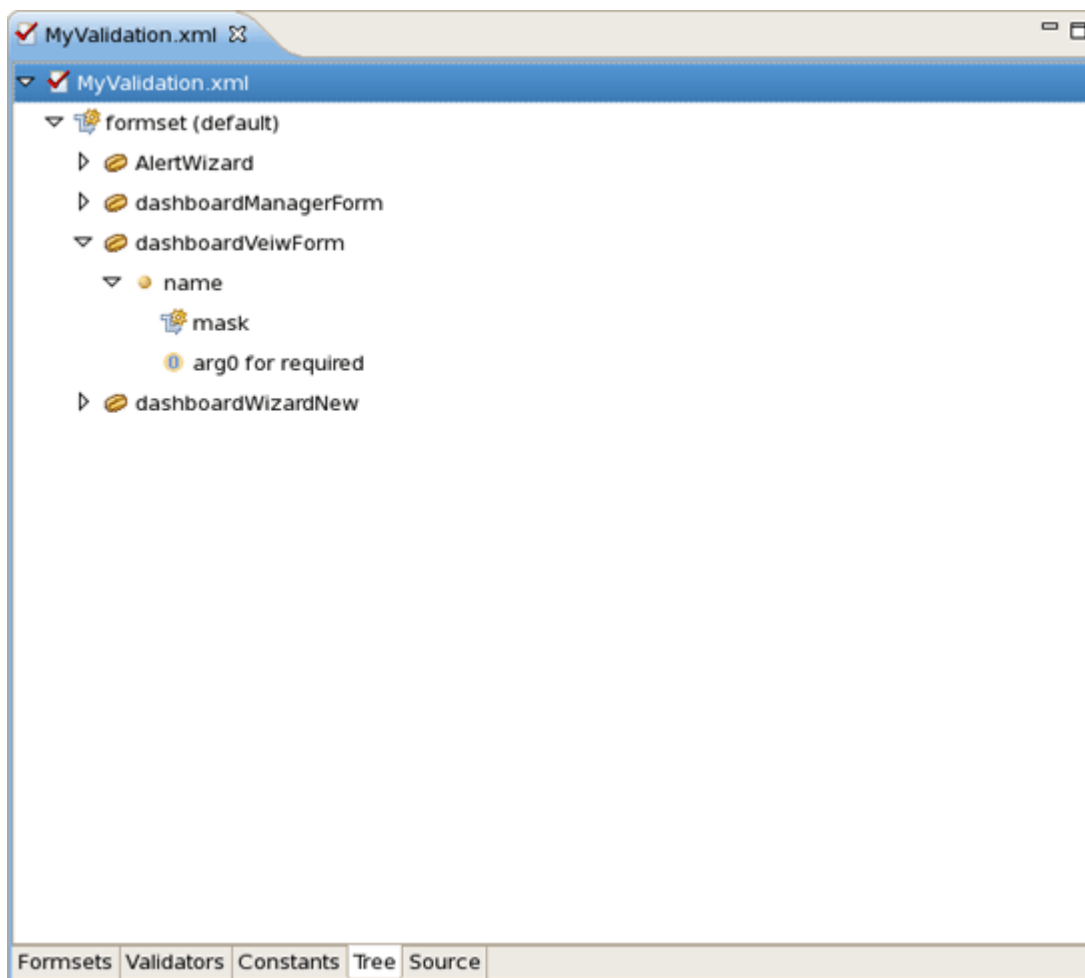 MyValidation.xml
MyValidation.xml
formset (default)
AlertWizard
dashboardManagerForm
dashboardVeiwForm
name
mask
0 arg0 for required
dashboardWizardNew
Formsets Validators Constants Tree Source